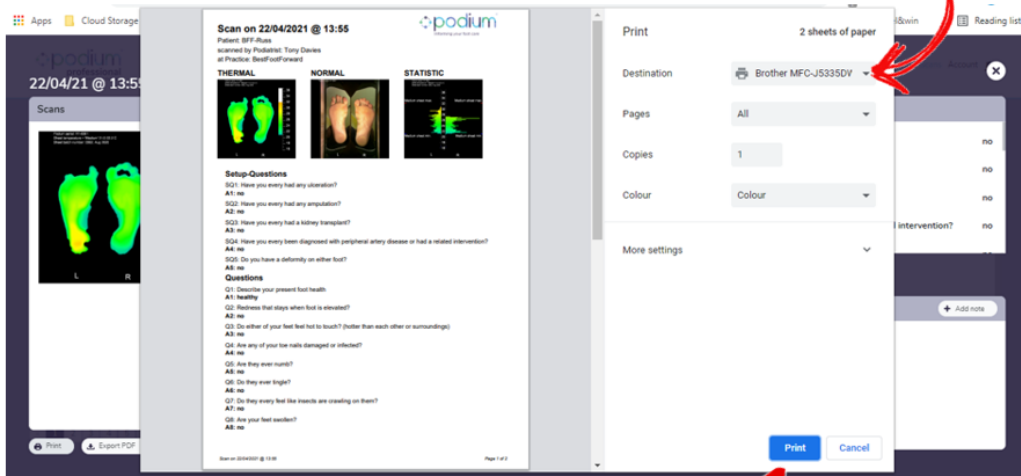 Apps
Cloud Storage
l&win
Reading list
podium
professional
Account
22/04/21 @ 13:5
Scans
L R
Print
Export PDF
Scan on 22/04/2021 @ 13:55
podium
Patient: BFF-Russ
scanned by Podiatrist: Tony Davies
at Practice: BestFootForward
THERMAL NORMAL STATISTIC
Setup-Questions
SQ1: Have you every had any ulceration?
A1: no
SQ2: Have you every had any amputation?
A2: no
SQ3: Have you every had a kidney transplant?
A3: no
SQ4: Have you every been diagnosed with peripheral artery disease or had a related intervention?
A4: no
SQ5: Do you have a deformity on either foot?
A5: no
Questions
Q1: Describe your present foot health
A1: healthy
Q2: Redness that stays when foot is elevated?
A2: no
Q3: Do either of your feet feel hot to touch? (hotter than each other or surroundings)
A3: no
Q4: Are any of your toe nails damaged or infected?
A4: no
Q5: Are they ever numb?
A5: no
Q6: Do they ever tingle?
A6: no
Q7: Do they every feel like insects are crawling on them?
A7: no
Q8: Are your feet swollen?
A8: no
Scan on 22/04/2021 @ 13:55
Page 1 of 2
Print
2 sheets of paper
Destination
Brother MFC-J5335DV
Pages
All
Copies
1
Colour
Colour
More settings
Print
Cancel
no
no
no
l intervention? no
+ Add note